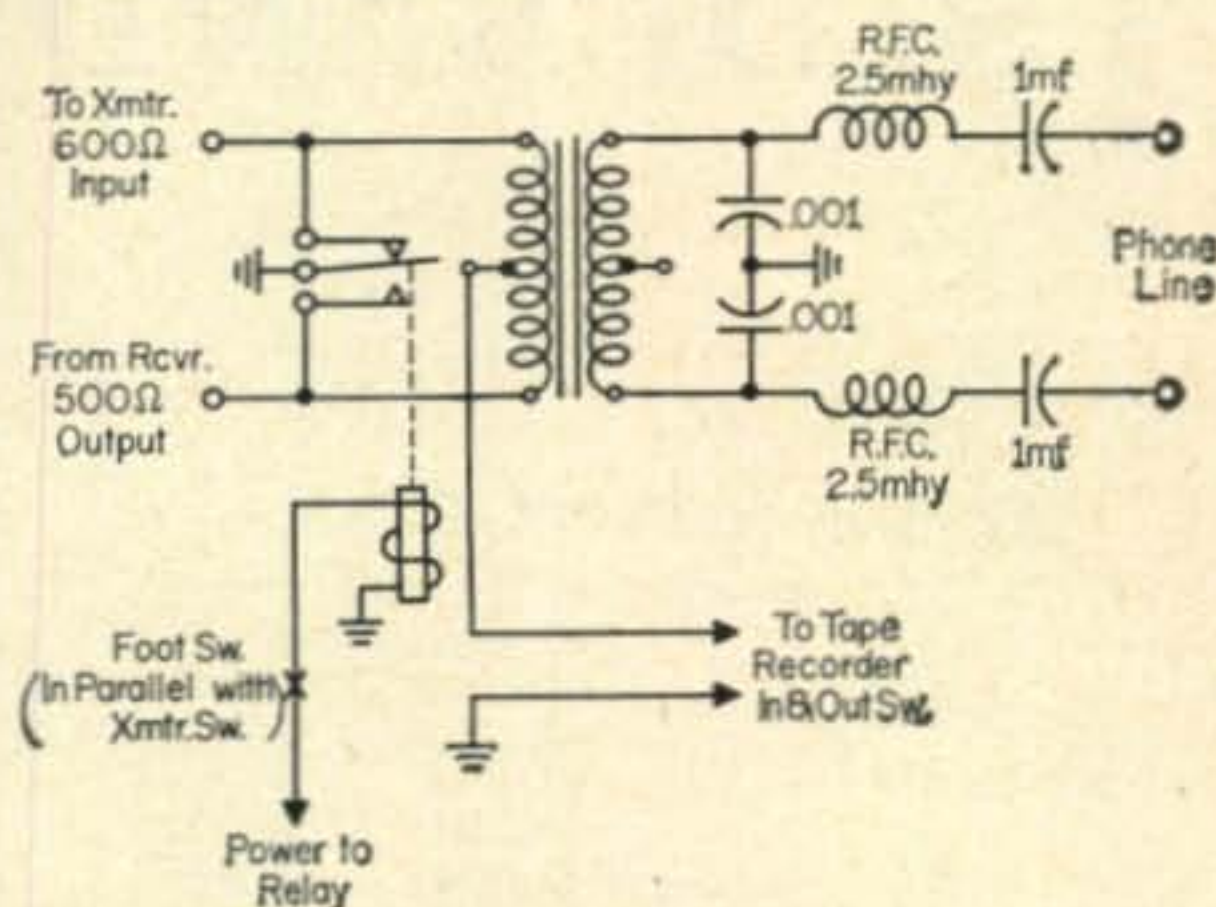 To Xmtr.
600Ω
Input
R.F.C.
2.5mhy
1mf
.001
.001
Phone
Line
From Rcvr.
500Ω
Output
R.F.C.
2.5mhy
1mf
Foot Sw.
(In Parallel with)
Xmtr.Sw.
To Tape
Recorder
In&Out Sw.
Power to
Relay